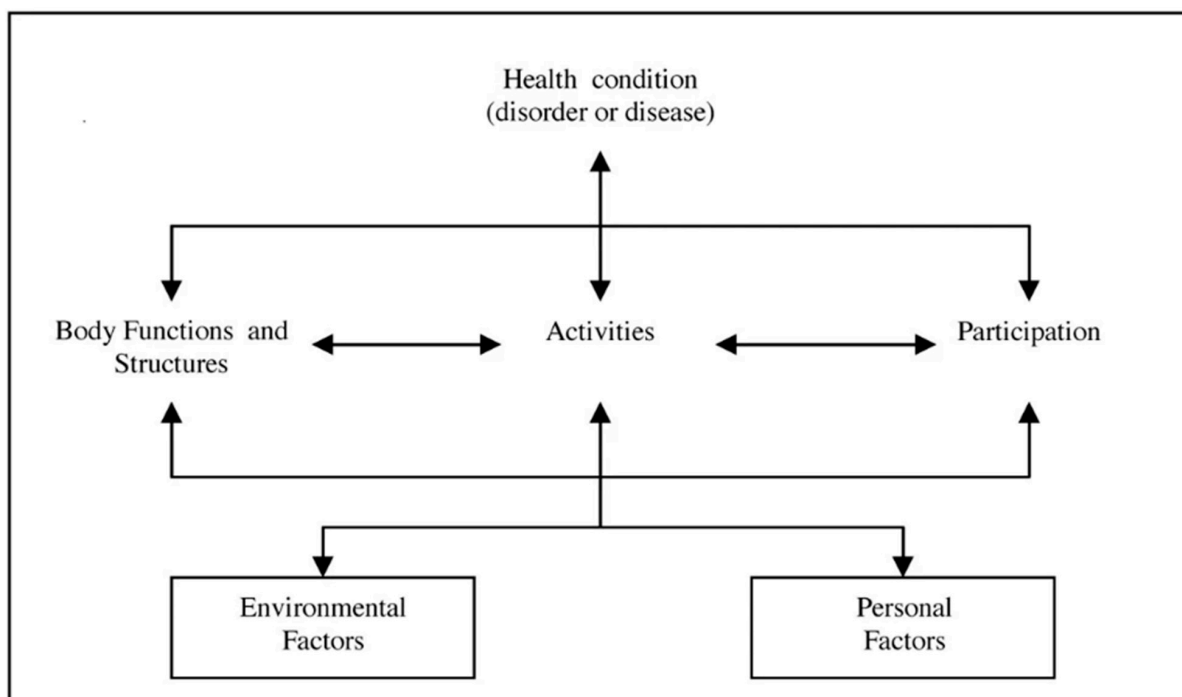 Health condition
(disorder or disease)
Body Functions and
Structures
Activities
Participation
Environmental
Factors
Personal
Factors